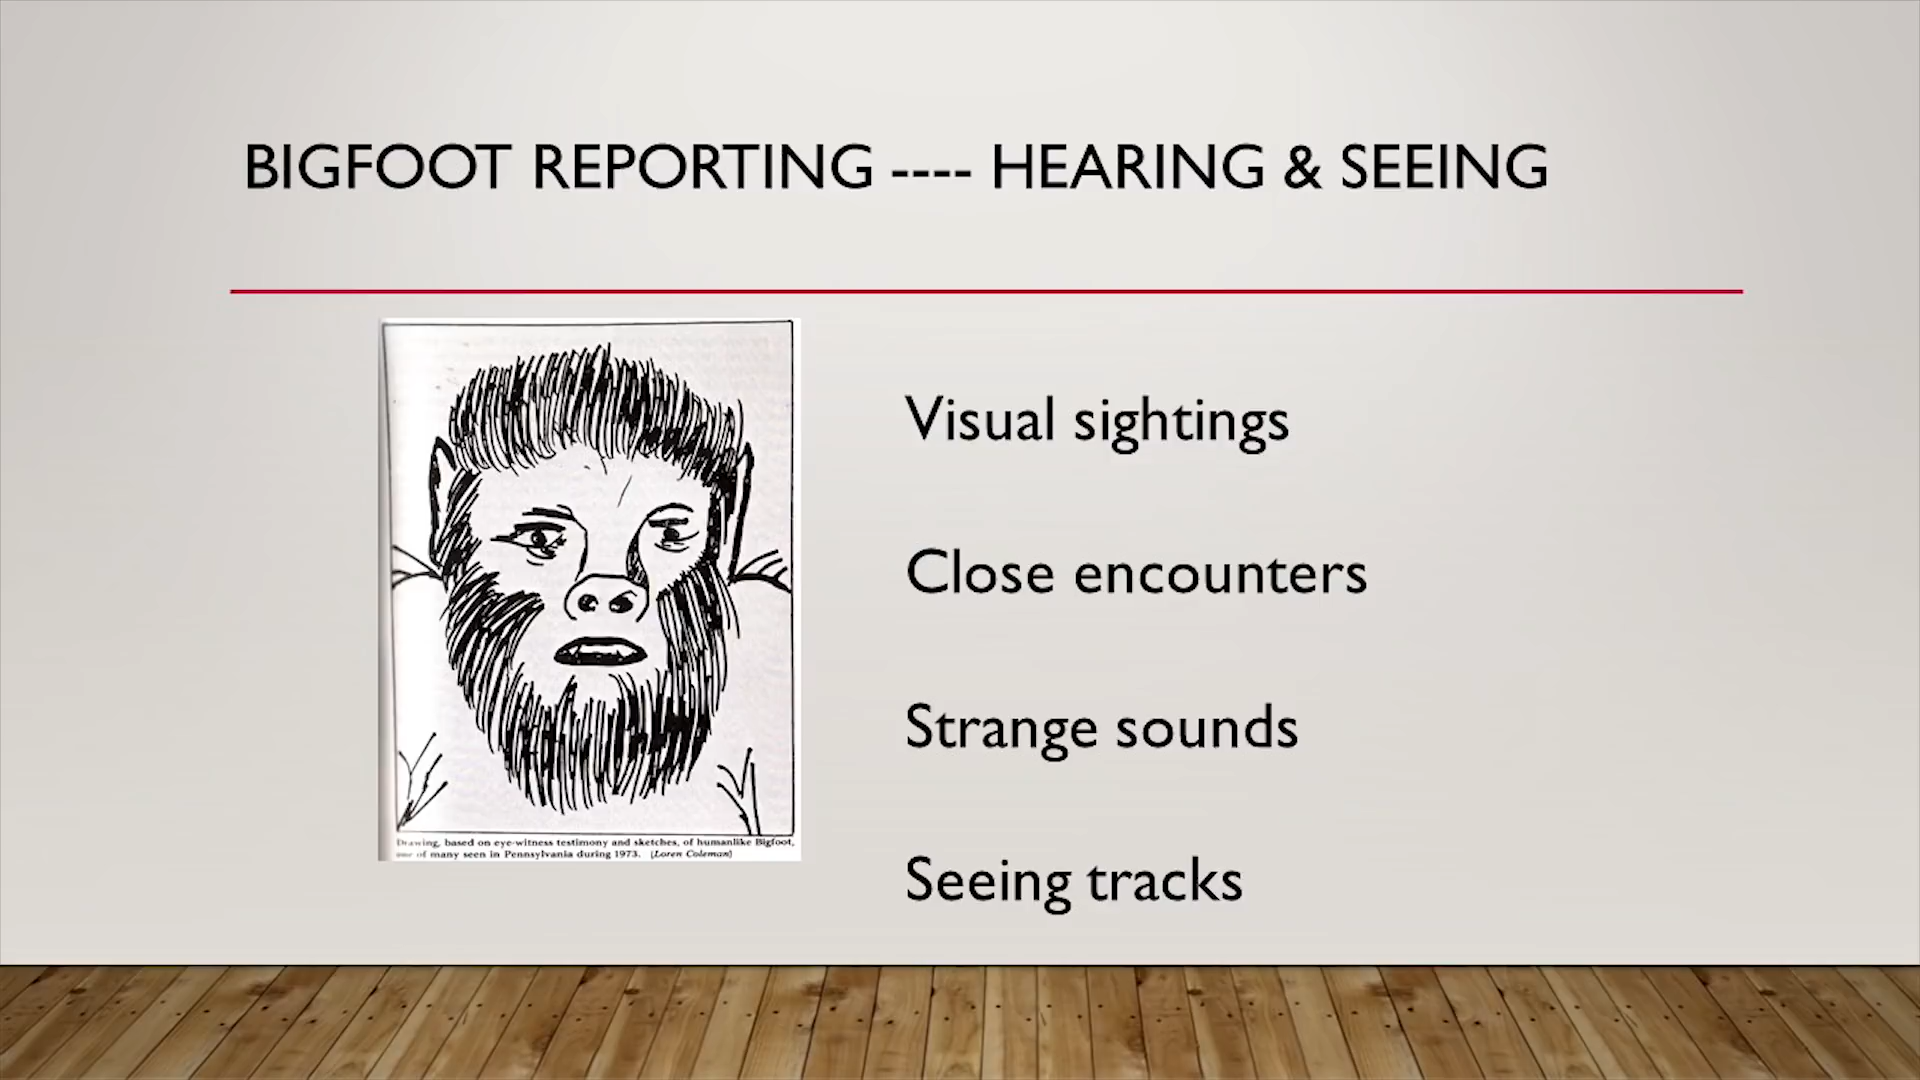 BIGFOOT REPORTING ---- HEARING & SEEING
Visual sightings
Close encounters
Strange sounds
Seeing tracks
Drawing, based on eye-witness testimony and sketches, of humanlike Bigfoot,
one of many seen in Pennsylvania during 1973. (Loren Coleman)